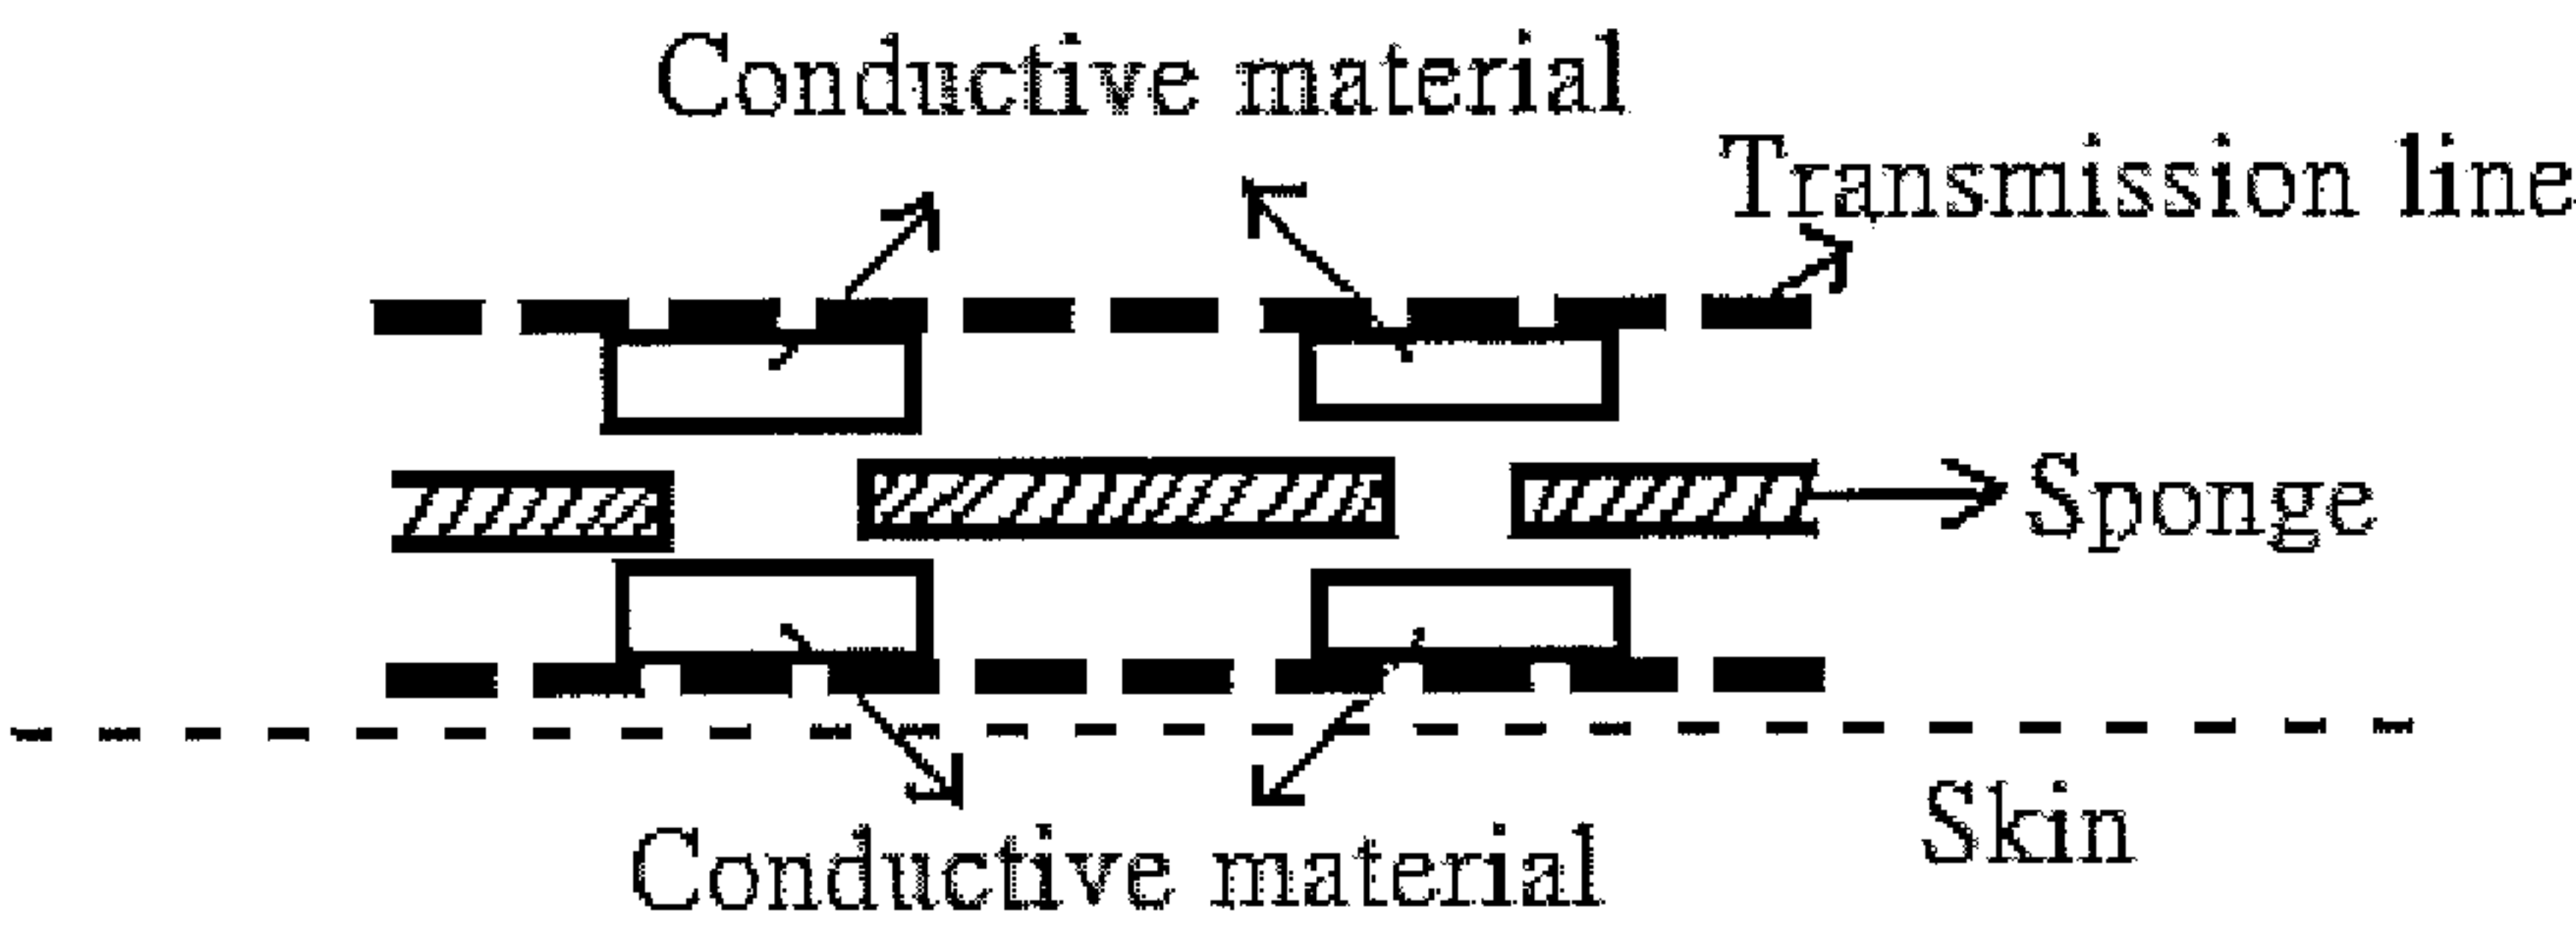 Conductive material
Transmission line
Sponge
Skin
Conductive material